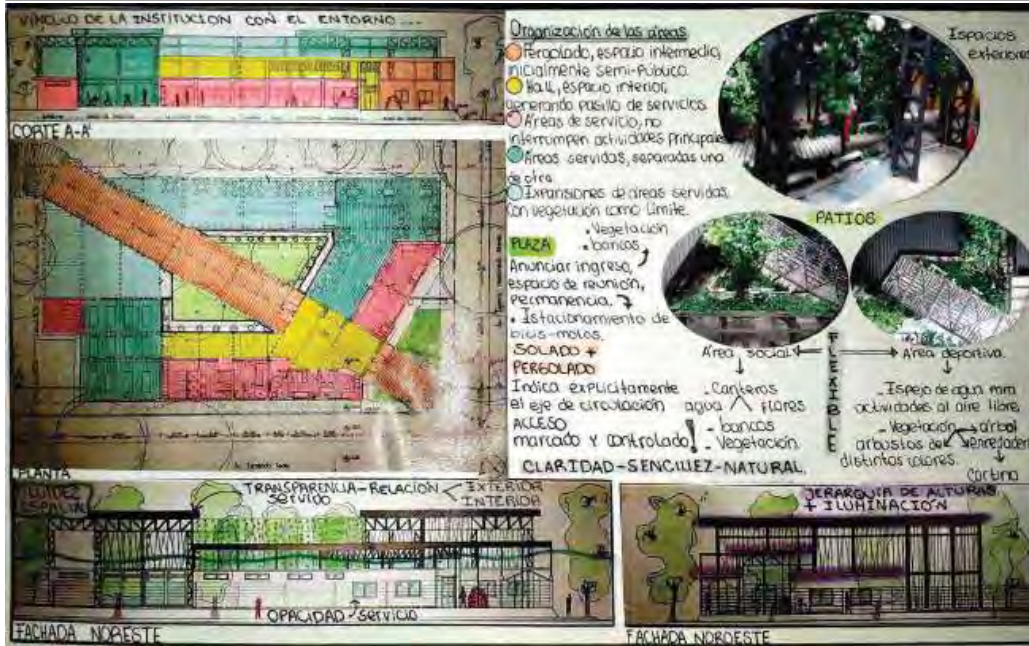 VÍNCULO DE LA INSTITUCIÓN CON EL ENTORNO...
CORTE A-A'
PLANTA
Organización de las áreas
Pergolado, espacio intermedio,
inicialmente semi-Público.
Hall, espacio interior,
generando pasillo de servicios.
Áreas de servicio, no
interrumpen actividades principales
Áreas servidas, separadas una
de otra
Expansiones de áreas servidas.
Con vegetación como límite.
PLAZA
• Vegetación
• bancos
Anunciar ingreso,
espacio de reunión,
permanencia.
• Estacionamiento de
bicis-motos.
SOLADO +
PERGOLADO
Indica explícitamente
el eje de circulación
ACCESO
marcado y controlado!
Espacios
exteriores
PATIOS
FLEXIBLE
Área social
- Canteros
agua flores
- bancos
- Vegetación
Área deportiva.
- Espejo de agua para
actividades al aire libre.
- Vegetación árbol
arbustos de enredadera
distintos colores.
Cortina
CLARIDAD-SENCILLEZ-NATURAL.
FLUIDEZ
ESPACIAL
TRANSPARENCIA-RELACIÓN EXTERIOR
Servido INTERIOR
OPACIDAD-servicio
FACHADA NORESTE
JERARQUÍA DE ALTURAS
+ ILUMINACIÓN
FACHADA NOROESTE